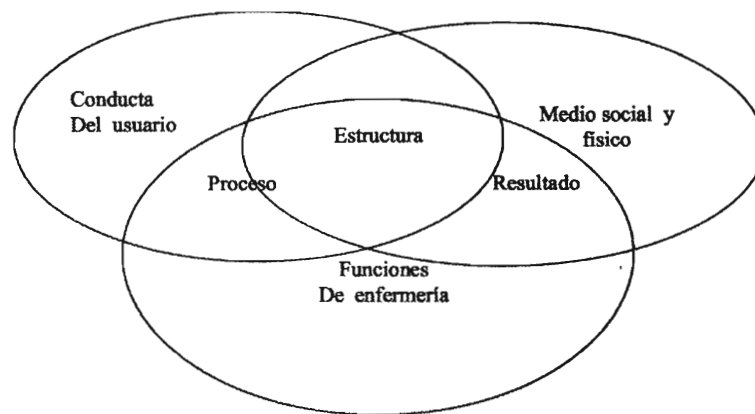 Conducta
Del usuario
Medio social y
físico
Estructura
Proceso
Resultado
Funciones
De enfermería